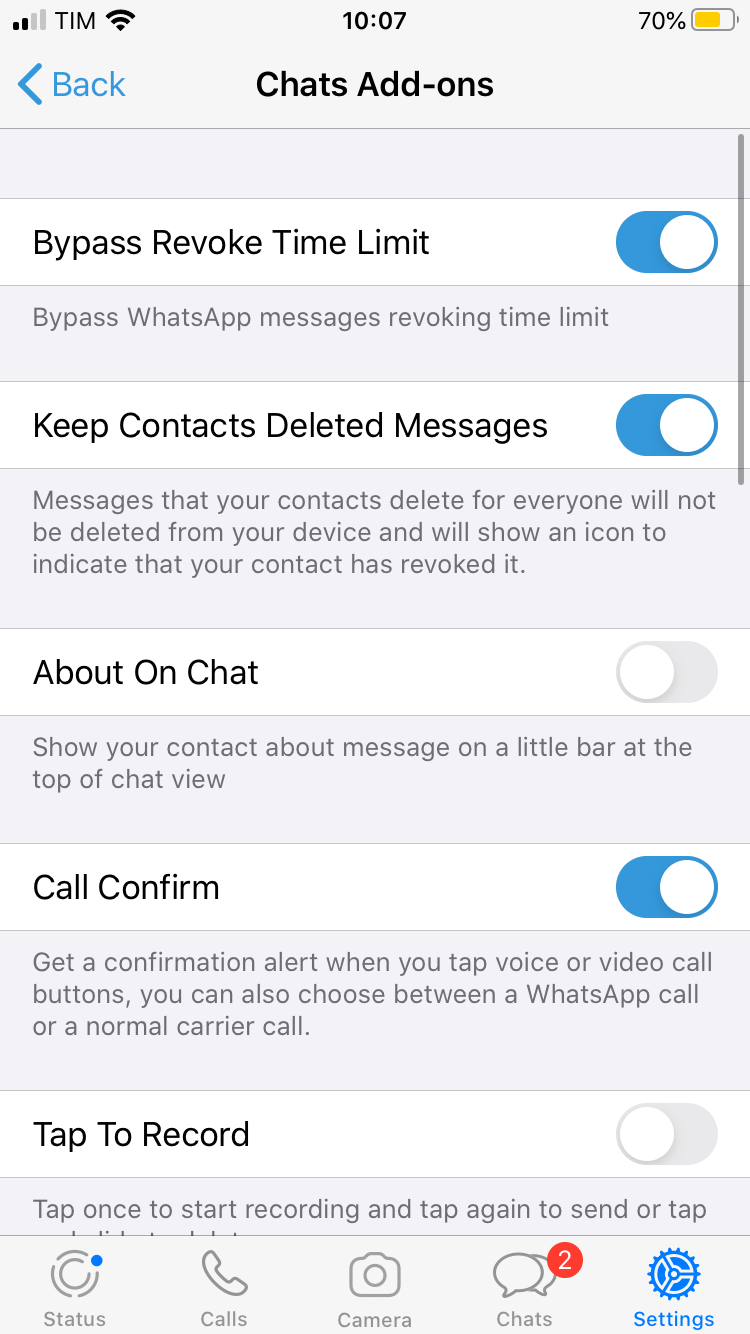 TIM 10:07 70%
Back Chats Add-ons
Bypass Revoke Time Limit
Bypass WhatsApp messages revoking time limit
Keep Contacts Deleted Messages
Messages that your contacts delete for everyone will not
be deleted from your device and will show an icon to
indicate that your contact has revoked it.
About On Chat
Show your contact about message on a little bar at the
top of chat view
Call Confirm
Get a confirmation alert when you tap voice or video call
buttons, you can also choose between a WhatsApp call
or a normal carrier call.
Tap To Record
Tap once to start recording and tap again to send or tap
2
Status Calls Camera Chats Settings